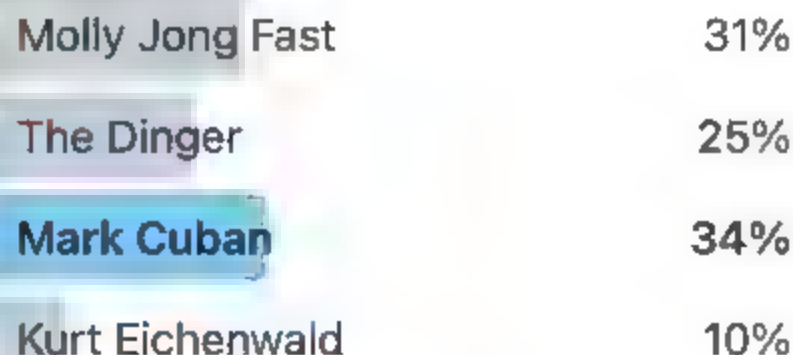 Molly Jong Fast 31%
The Dinger 25%
Mark Cuban 34%
Kurt Eichenwald 10%